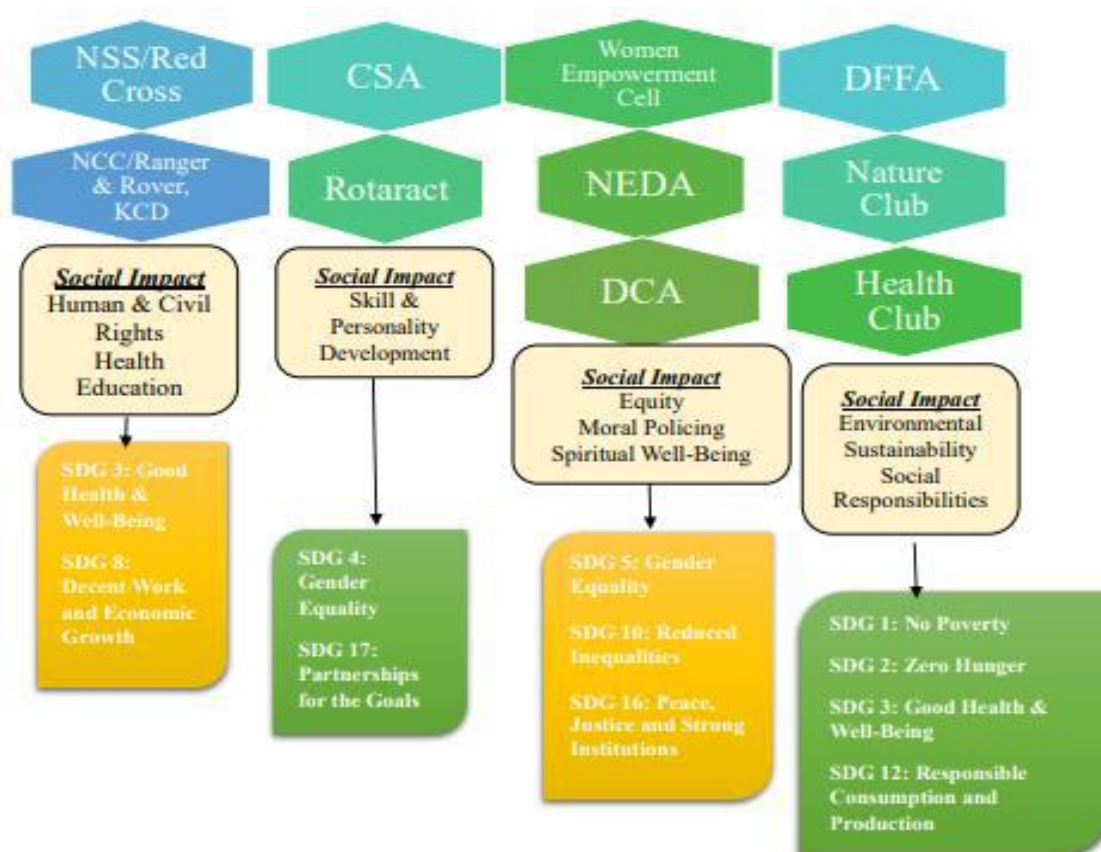 NSS/Red
Cross
NCC/Ranger
& Rover,
KCD
Social Impact
Human & Civil
Rights
Health
Education
SDG 3: Good
Health &
Well-Being
SDG 8:
Decent Work
and Economic
Growth
CSA
Rotaract
Social Impact
Skill &
Personality
Development
SDG 4:
Gender
Equality
SDG 17:
Partnerships
for the Goals
Women
Empowerment
Cell
NEDA
DCA
Social Impact
Equity
Moral Policing
Spiritual Well-Being
SDG 5: Gender
Equality
SDG 10: Reduced
Inequalities
SDG 16: Peace,
Justice and Strong
Institutions
DFFA
Nature
Club
Health
Club
Social Impact
Environmental
Sustainability
Social
Responsibilities
SDG 1: No Poverty
SDG 2: Zero Hunger
SDG 3: Good Health &
Well-Being
SDG 12: Responsible
Consumption and
Production